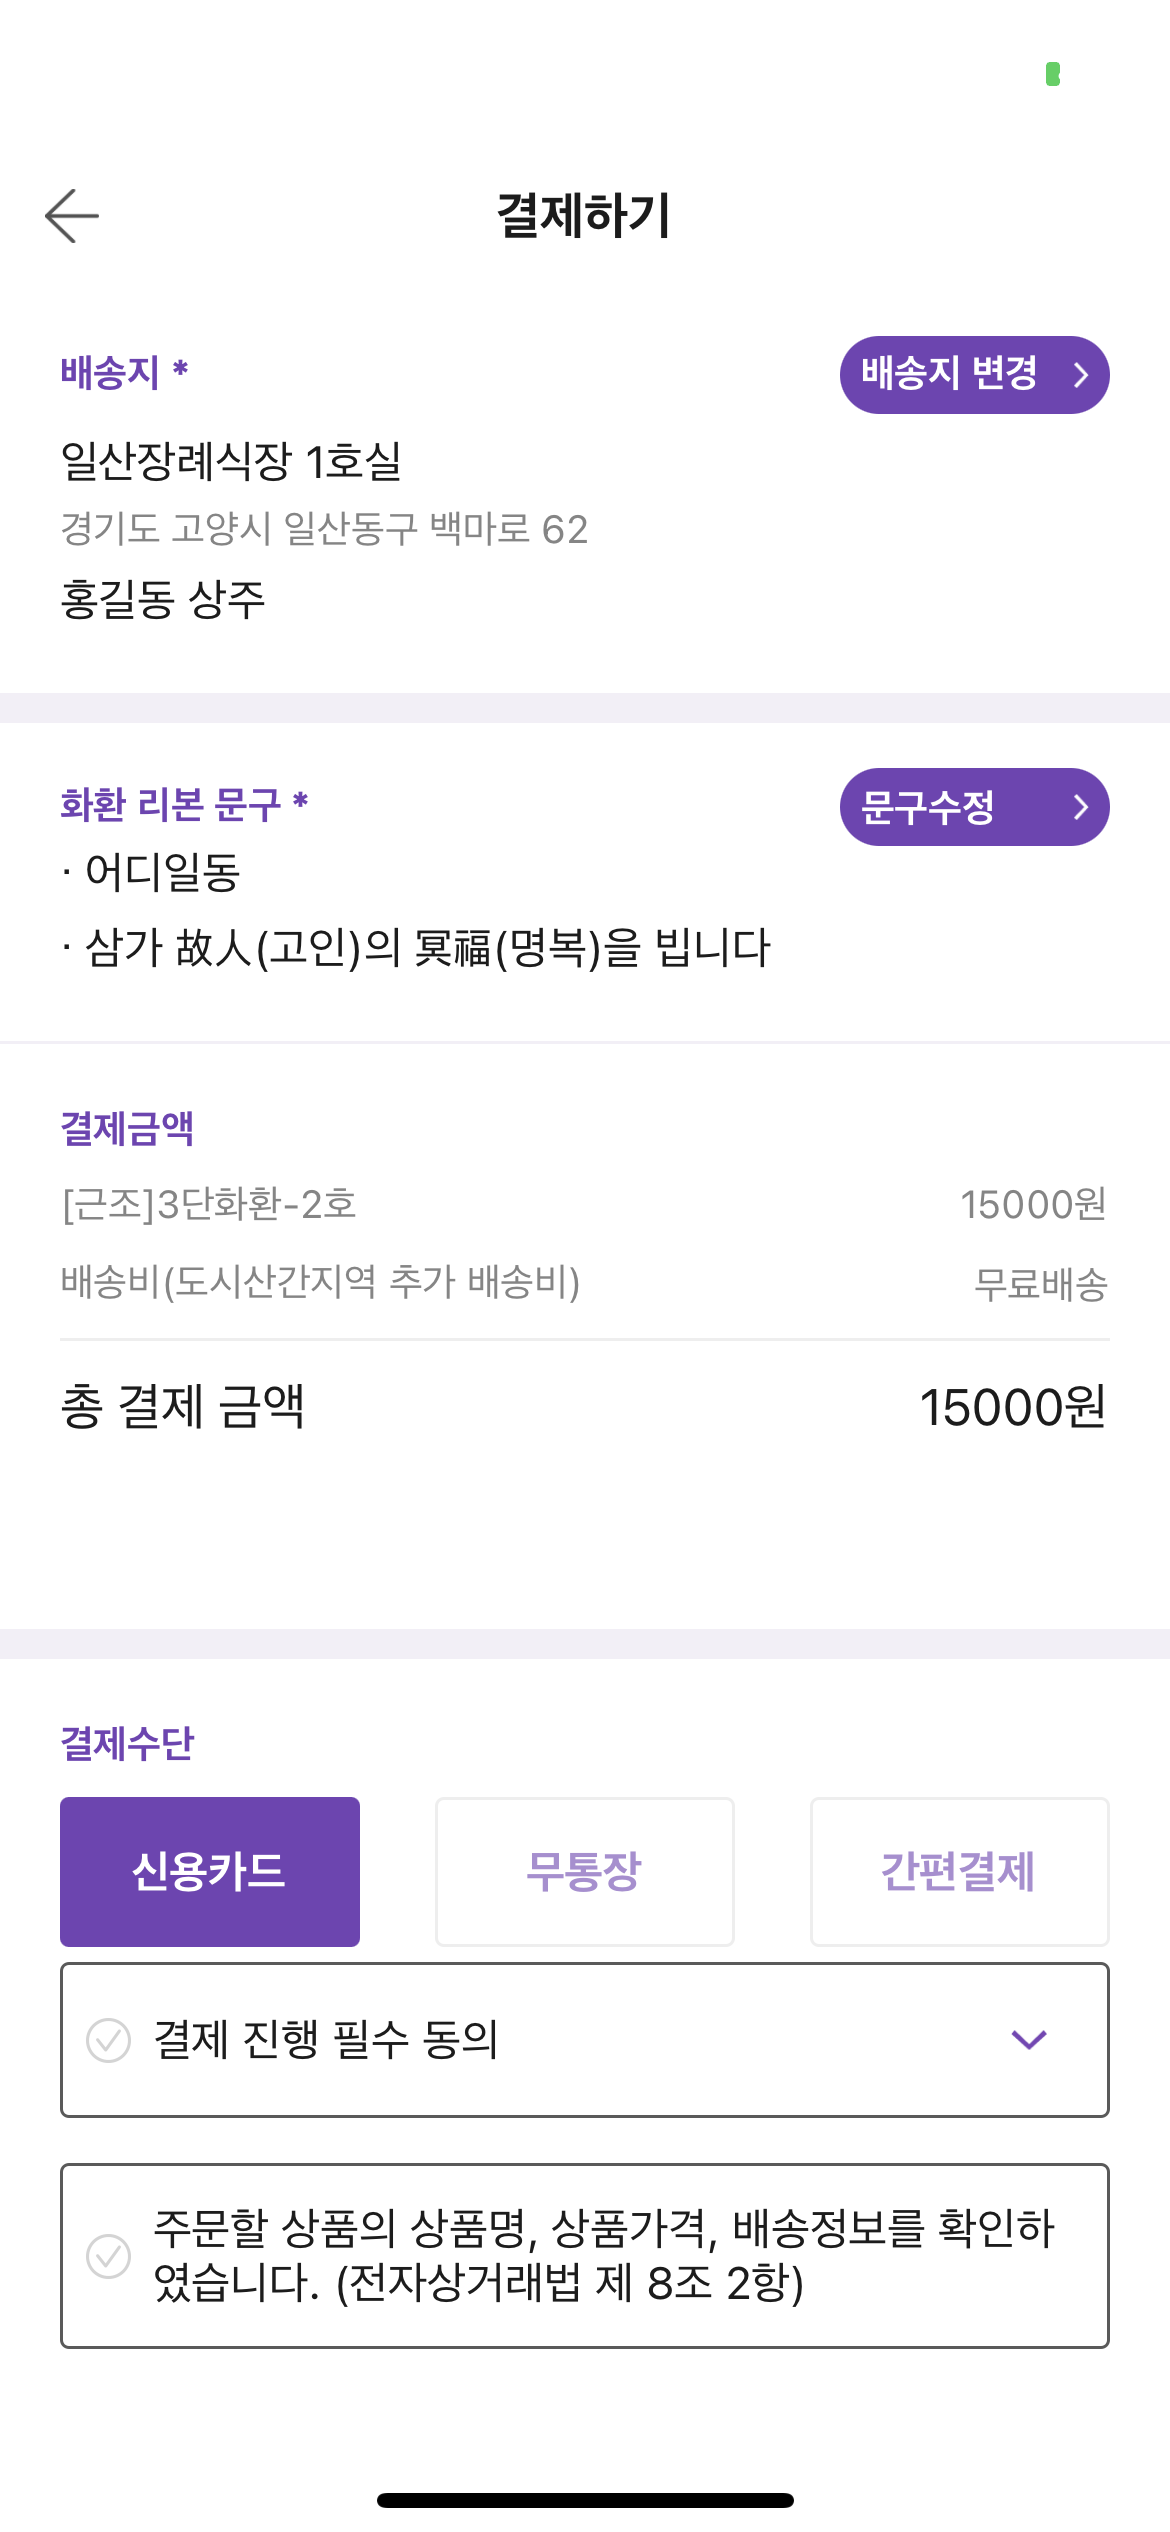 결제하기
배송지 *
배송지 변경
일산장례식장 1호실
경기도 고양시 일산동구 백마로 62
홍길동 상주
화환 리본 문구 *
문구수정
· 어디일동
· 삼가 故人(고인)의 冥福(명복)을 빕니다
결제금액
[근조]3단화환-2호 15000원
배송비(도시산간지역 추가 배송비) 무료배송
총 결제 금액 15000원
결제수단
신용카드 무통장 간편결제
결제 진행 필수 동의
주문할 상품의 상품명, 상품가격, 배송정보를 확인하
였습니다. (전자상거래법 제 8조 2항)